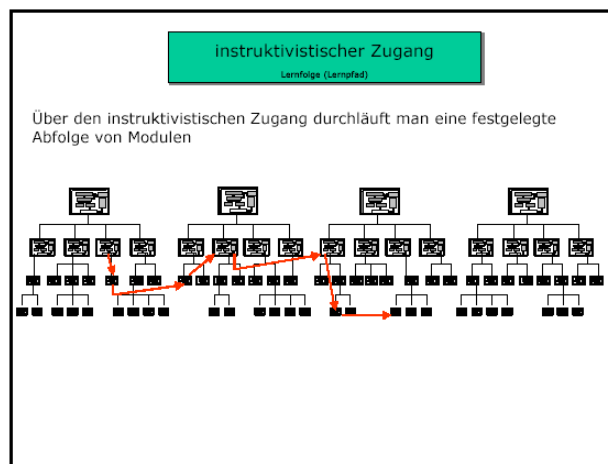 instruktivistischer Zugang
Lernfolge (Lernpfad)
Über den instruktivistischen Zugang durchläuft man eine festgelegte
Abfolge von Modulen